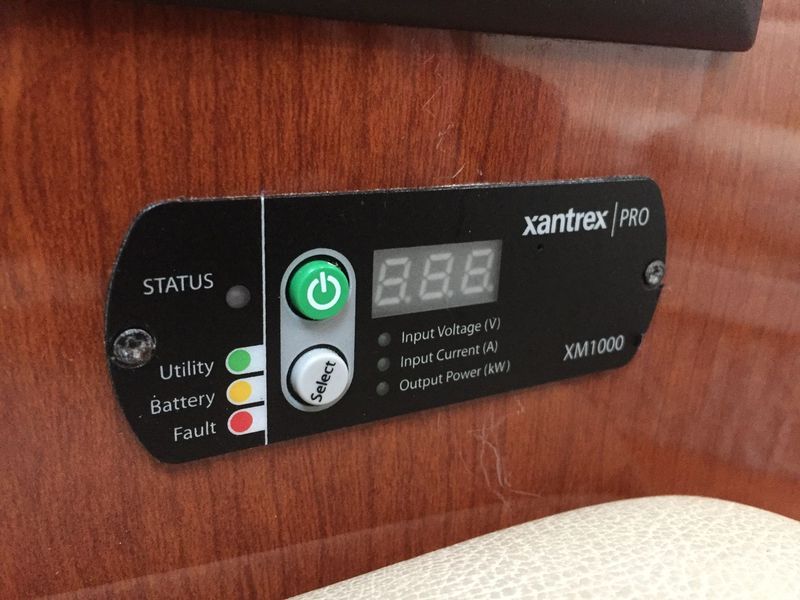 xantrex | PRO
STATUS
Input Voltage (V)
Input Current (A)
Output Power (kW)
XM1000
Select
Utility
Battery
Fault